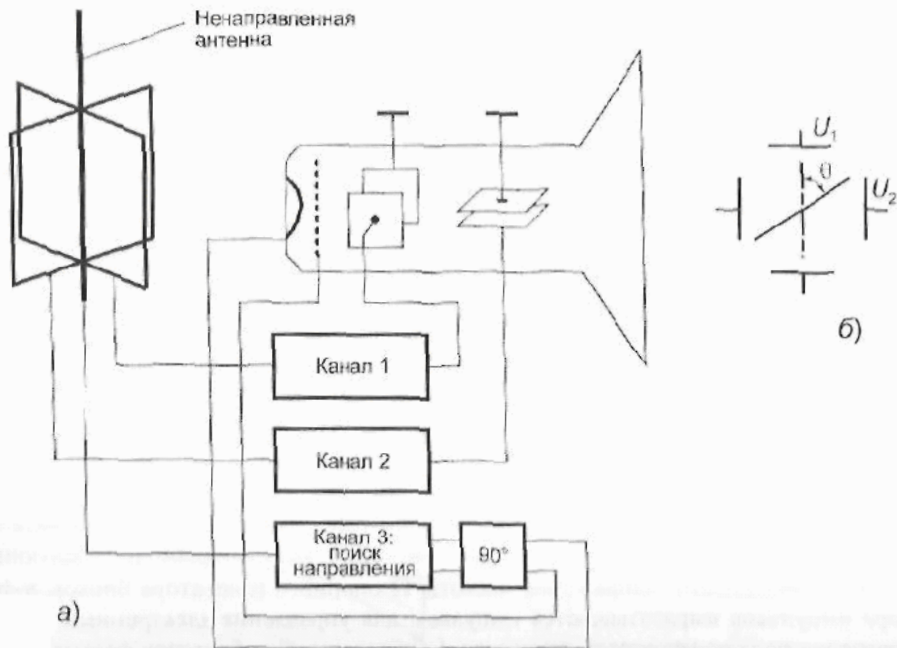 Ненаправленная
антенна
U₁
θ
U₂
б)
Канал 1
Канал 2
Канал 3:
поиск
направления
90°
а)